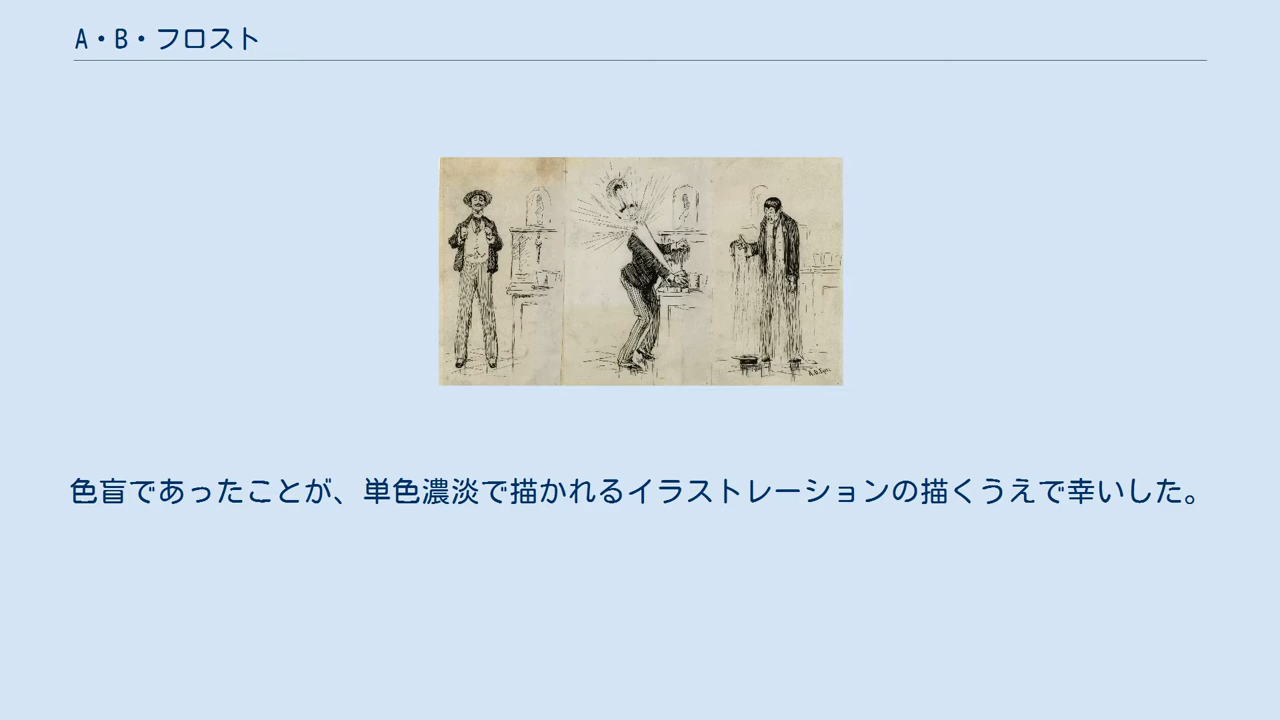 A・B・フロスト
色盲であったことが、単色濃淡で描かれるイラストレーションの描くうえで幸いした。